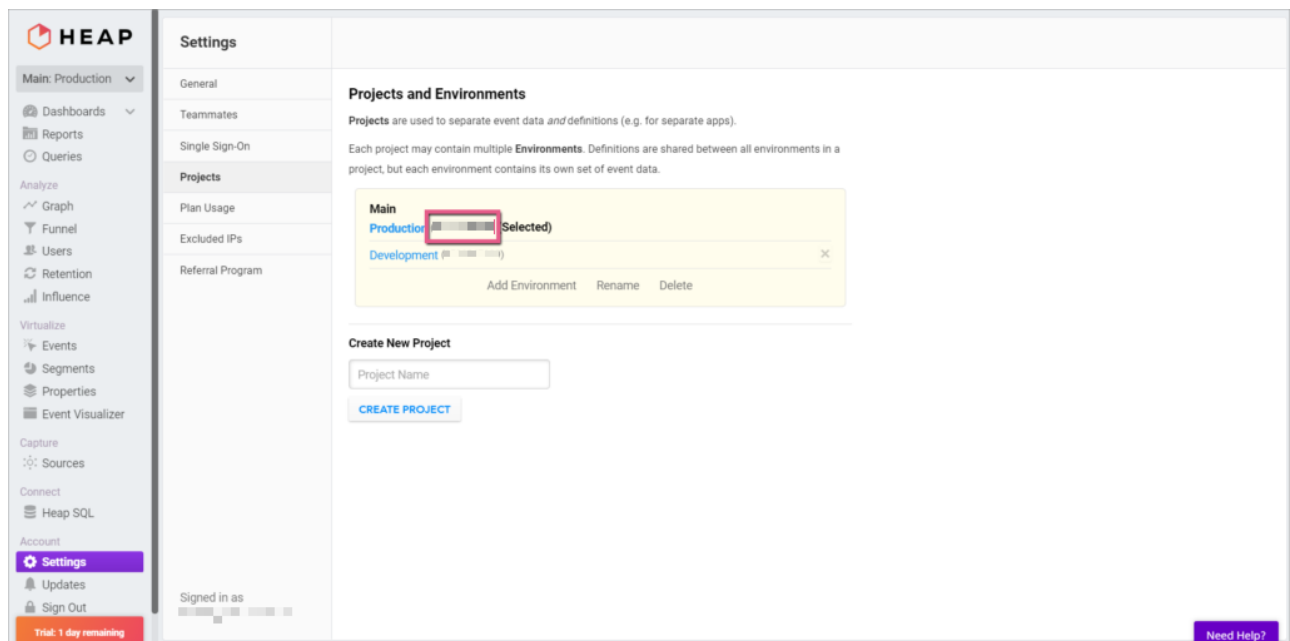 HEAP
Main: Production
Dashboards
Reports
Queries
Analyze
Graph
Funnel
Users
Retention
Influence
Virtualize
Events
Segments
Properties
Event Visualizer
Capture
Sources
Connect
Heap SQL
Account
Settings
Updates
Sign Out
Trial: 1 day remaining
Settings
General
Teammates
Single Sign-On
Projects
Plan Usage
Excluded IPs
Referral Program
Signed in as
Projects and Environments
Projects are used to separate event data and definitions (e.g. for separate apps).
Each project may contain multiple Environments. Definitions are shared between all environments in a
project, but each environment contains its own set of event data.
Main
Production Selected)
Development
Add Environment Rename Delete
Create New Project
Project Name
CREATE PROJECT
Need Help?